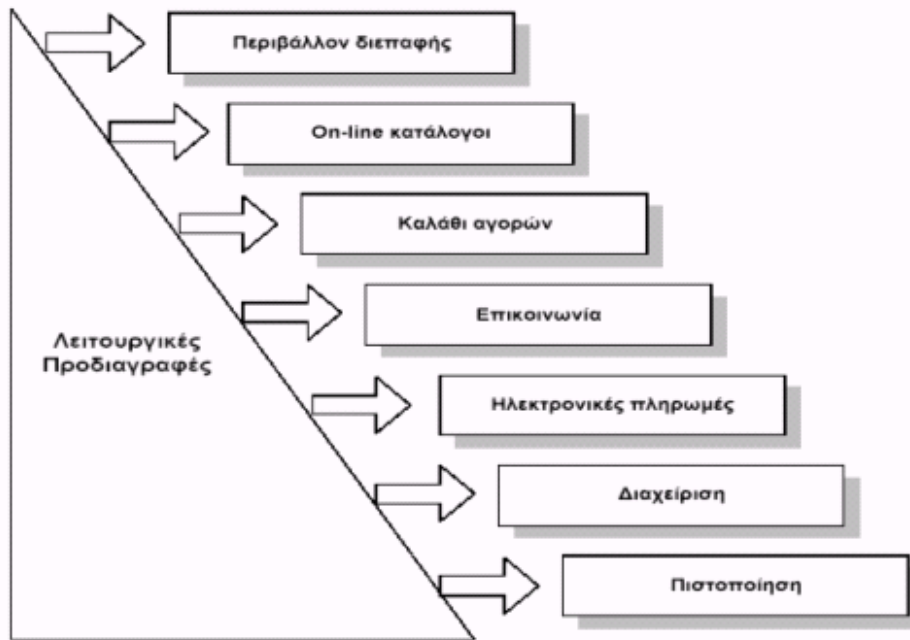 Περιβάλλον διεπαφής
On-line κατάλογοι
Καλάθι αγορών
Επικοινωνία
Λειτουργικές
Προδιαγραφές
Ηλεκτρονικές πληρωμές
Διαχείριση
Πιστοποίηση